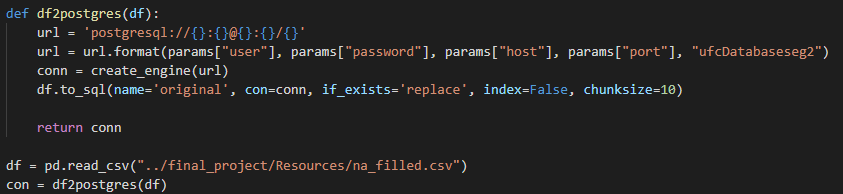 def df2postgres(df):
    url = 'postgresql://{}:{}@{}:{}/{}'
    url = url.format(params["user"], params["password"], params["host"], params["port"], "ufcDatabaseseg2")
    conn = create_engine(url)
    df.to_sql(name='original', con=conn, if_exists='replace', index=False, chunksize=10)
    return conn
df = pd.read_csv("../final_project/Resources/na_filled.csv")
con = df2postgres(df)